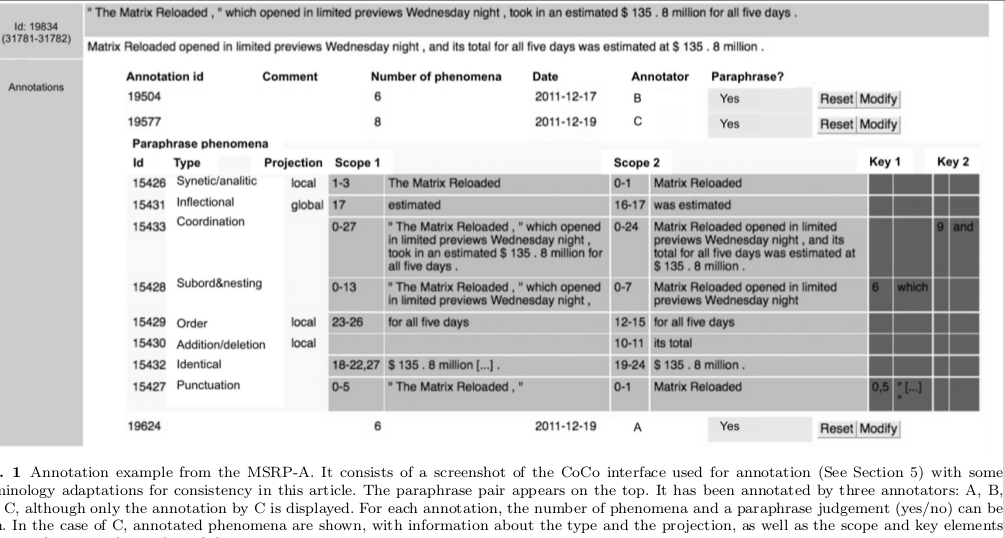 " The Matrix Reloaded , " which opened in limited previews Wednesday night , took in an estimated $ 135 . 8 million for all five days .
Id: 19834
(31781-31782)
Matrix Reloaded opened in limited previews Wednesday night , and its total for all five days was estimated at $ 135 . 8 million .
Annotations
Annotation id Comment Number of phenomena Date Annotator Paraphrase?
19504 6 2011-12-17 B Yes Reset Modify
19577 8 2011-12-19 C Yes Reset Modify
Paraphrase phenomena
Id Type Projection Scope 1 Scope 2 Key 1 Key 2
15426 Synetic/analitic local 1-3 The Matrix Reloaded 0-1 Matrix Reloaded
15431 Inflectional global 17 estimated 16-17 was estimated
15433 Coordination 0-27 " The Matrix Reloaded , " which opened 0-24 Matrix Reloaded opened in limited 9 and
in limited previews Wednesday night , previews Wednesday night , and its
took in an estimated $ 135 . 8 million for total for all five days was estimated at
all five days . $ 135 . 8 million .
15428 Subord&nesting 0-13 " The Matrix Reloaded , " which opened 0-7 Matrix Reloaded opened in limited 6 which
in limited previews Wednesday night , previews Wednesday night
15429 Order local 23-26 for all five days 12-15 for all five days
15430 Addition/deletion local 10-11 its total
15432 Identical 18-22,27 $ 135 . 8 million [...] . 19-24 $ 135 . 8 million .
15427 Punctuation 0-5 " The Matrix Reloaded , " 0-1 Matrix Reloaded 0,5 " [...]
"
19624 6 2011-12-19 A Yes Reset Modify
. 1 Annotation example from the MSRP-A. It consists of a screenshot of the CoCo interface used for annotation (See Section 5) with some
minology adaptations for consistency in this article. The paraphrase pair appears on the top. It has been annotated by three annotators: A, B,
C, although only the annotation by C is displayed. For each annotation, the number of phenomena and a paraphrase judgement (yes/no) can be
. In the case of C, annotated phenomena are shown, with information about the type and the projection, as well as the scope and key elements